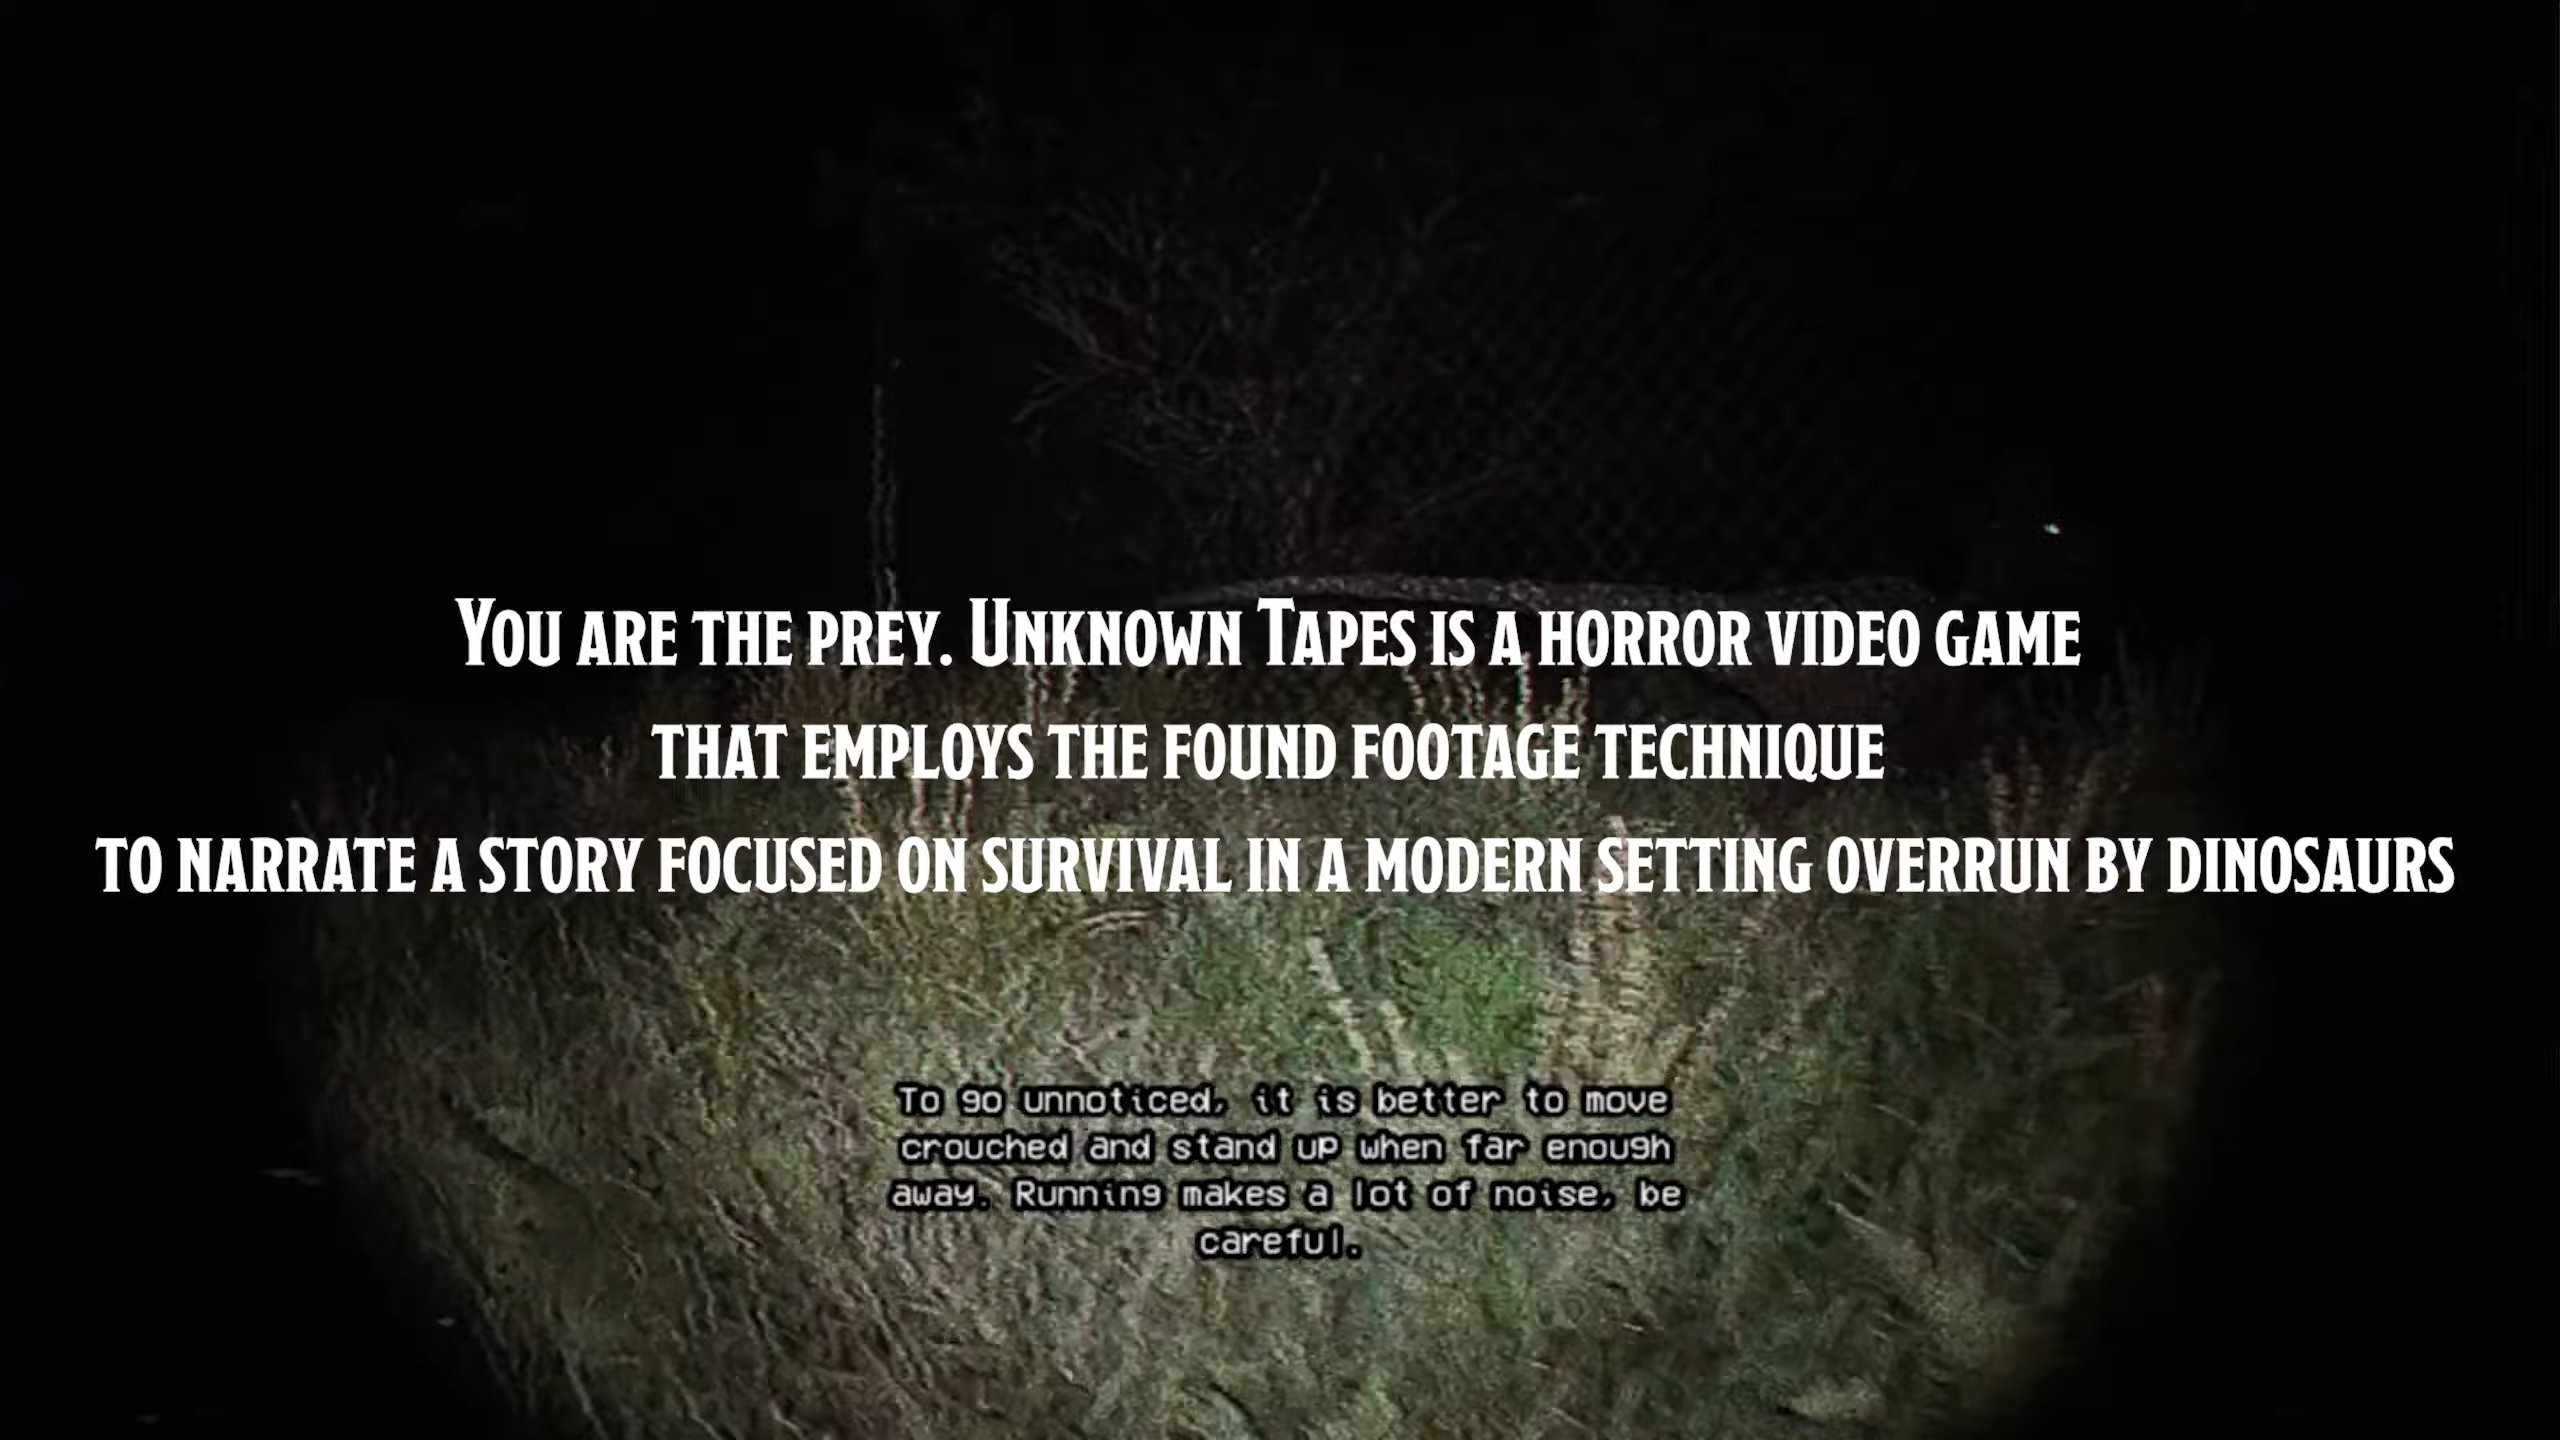 You are the prey. Unknown Tapes is a horror video game
that employs the found footage technique
to narrate a story focused on survival in a modern setting overrun by dinosaurs
To go unnoticed, it is better to move
crouched and stand up when far enough
away. Running makes a lot of noise, be
careful.